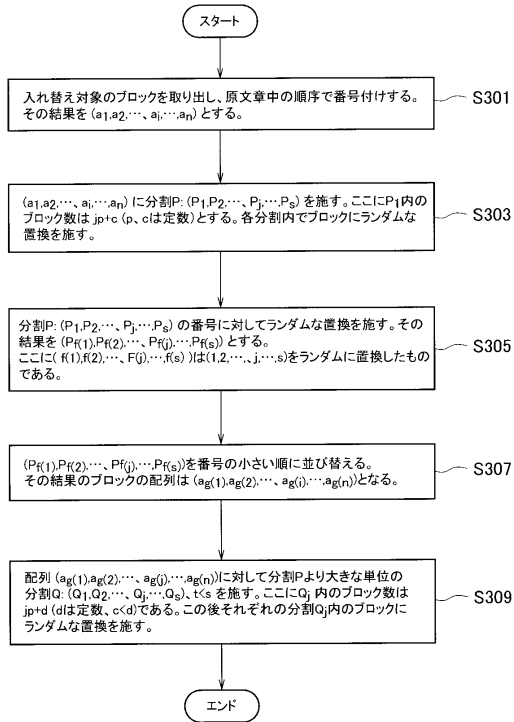 スタート
入れ替え対象のブロックを取り出し、原文章中の順序で番号付けする。
その結果を (a1,a2,…、ai,…,an) とする。
S301
(a1,a2,…、ai,…,an) に分割P: (P1,P2,…、Pj,…,Ps) を施す。ここにP1内の
ブロック数は jp+c (p、cは定数)とする。各分割内でブロックにランダムな
置換を施す。
S303
分割P: (P1,P2,…、Pj,…,Ps) の番号に対してランダムな置換を施す。その
結果を (Pf(1),Pf(2),…、Pf(j),…,Pf(s)) とする。
ここに( f(1),f(2),…、F(j),…,f(s) )は(1,2,…,､j,…,s)をランダムに置換したもの
である。
S305
(Pf(1),Pf(2),…、Pf(j),…,Pf(s))を番号の小さい順に並び替える。
その結果のブロックの配列は (ag(1),ag(2),…、ag(i),…,ag(n))となる。
S307
配列 (ag(1),ag(2),…、ag(j),…,ag(n))に対して分割Pより大きな単位の
分割Q: (Q1,Q2,…、Qj,…,Qs)、t<s を施す。ここにQj 内のブロック数は
jp+d (dは定数、c<d)である。この後それぞれの分割Qj内のブロックに
ランダムな置換を施す。
S309
エンド